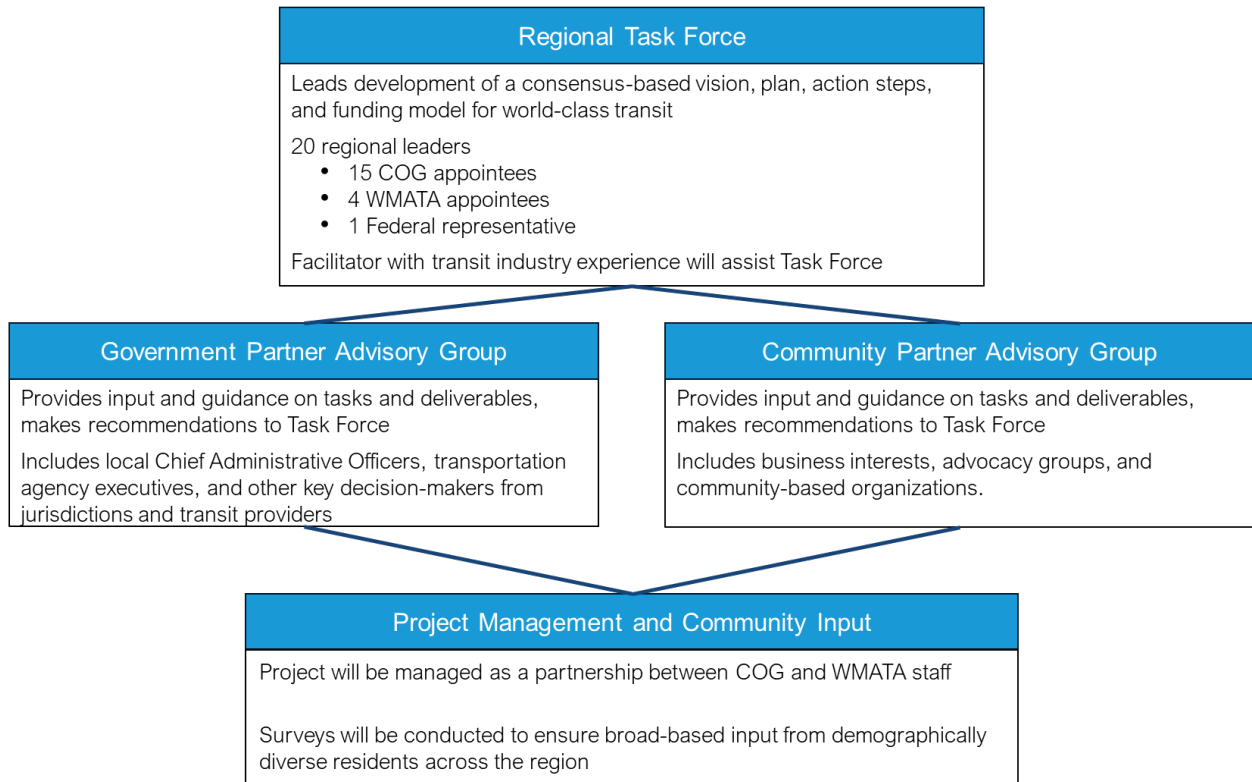 Regional Task Force
Leads development of a consensus-based vision, plan, action steps,
and funding model for world-class transit
20 regional leaders
• 15 COG appointees
• 4 WMATA appointees
• 1 Federal representative
Facilitator with transit industry experience will assist Task Force
Government Partner Advisory Group
Provides input and guidance on tasks and deliverables,
makes recommendations to Task Force
Includes local Chief Administrative Officers, transportation
agency executives, and other key decision-makers from
jurisdictions and transit providers
Community Partner Advisory Group
Provides input and guidance on tasks and deliverables,
makes recommendations to Task Force
Includes business interests, advocacy groups, and
community-based organizations.
Project Management and Community Input
Project will be managed as a partnership between COG and WMATA staff
Surveys will be conducted to ensure broad-based input from demographically
diverse residents across the region